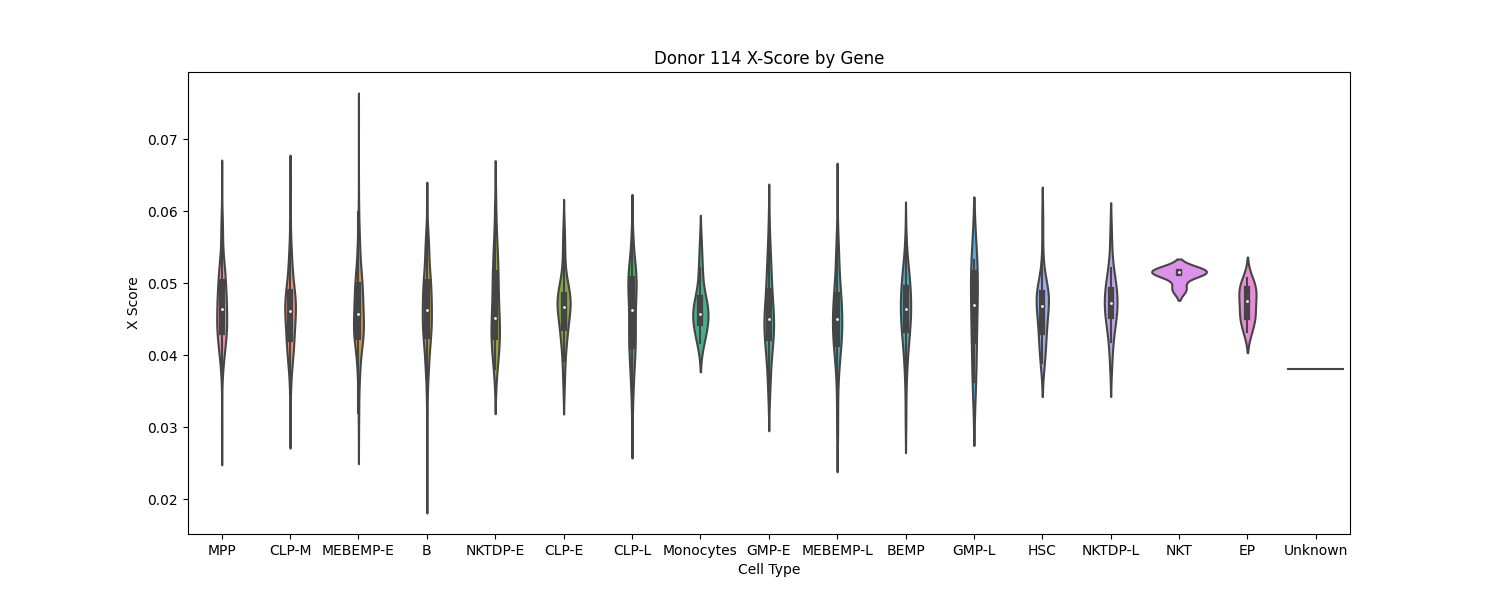 Donor 114 X-Score by Gene
0.07
0.06
0.05
0.04
0.03
0.02
X Score
MPP CLP-M MEBEMP-E B NKTDP-E CLP-E CLP-L Monocytes GMP-E MEBEMP-L BEMP GMP-L HSC NKTDP-L NKT EP Unknown
Cell Type